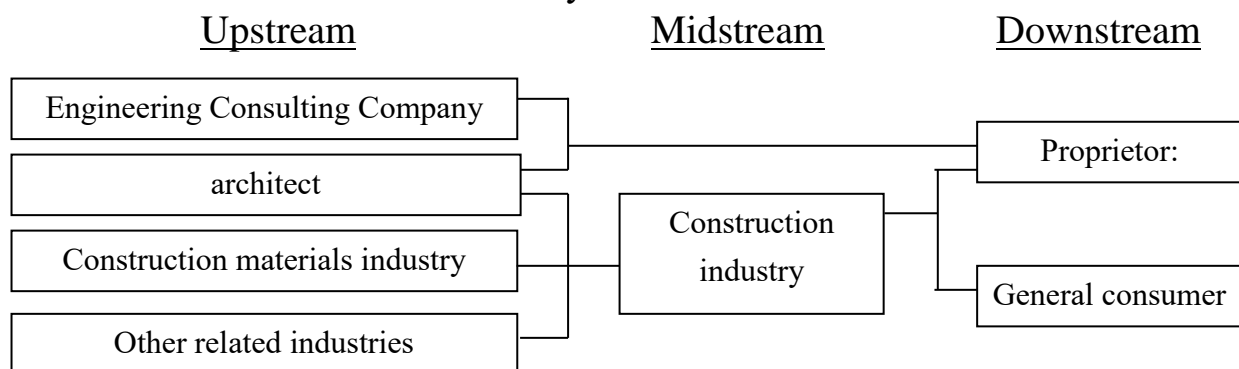 Upstream Midstream Downstream
Engineering Consulting Company
Proprietor:
architect
Construction
industry
Construction materials industry
General consumer
Other related industries